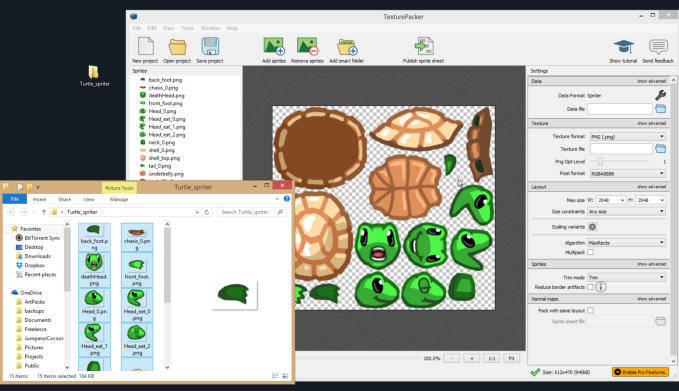 TexturePacker
File Edit View Tools Window Help
New project Open project Save project Add sprites Remove sprites Add smart folder Publish sprite sheet Show tutorial Send feedback
Turtle_spriter
Sprites
back_foot.png
chasis_0.png
deathHead.png
front_foot.png
Head_0.png
Head_eat_0.png
Head_eat_1.png
Head_eat_2.png
neck_0.png
shell_0.png
shell_top.png
tail_0.png
underbelly.png
Settings
Data show advanced
Data Format Spriter
Data file
Texture show advanced
Texture format PNG (.png)
Texture file
Png Opt Level 1
Pixel format RGBA8888
Layout show advanced
Max size W: 2048 H: 2048
Size constraints Any size
Scaling variants
Algorithm MaxRects
Multipack
Sprites show advanced
Trim mode Trim
Reduce border artifacts
Normal maps show advanced
Pack with same layout
Sprite sheet file
100.0% - + 1:1 Fit
Size: 512x470 (940kB) Enable Pro Features
Picture Tools Turtle_spriter
File Home Share View Manage
Turtle_spriter Search Turtle_spriter
Favorites
BitTorrent Sync
Desktop
Downloads
Dropbox
Recent places
OneDrive
ArtPacks
backups
Documents
Freelance
JumpanziCocoon
Pictures
Projects
Public
back_foot.p
ng
chasis_0.pn
g
deathHead.
png
front_foot.
png
Head_0.pn
g
Head_eat_0
.png
Head_eat_1
.png
Head_eat_2
.png
15 items 15 items selected 184 KB